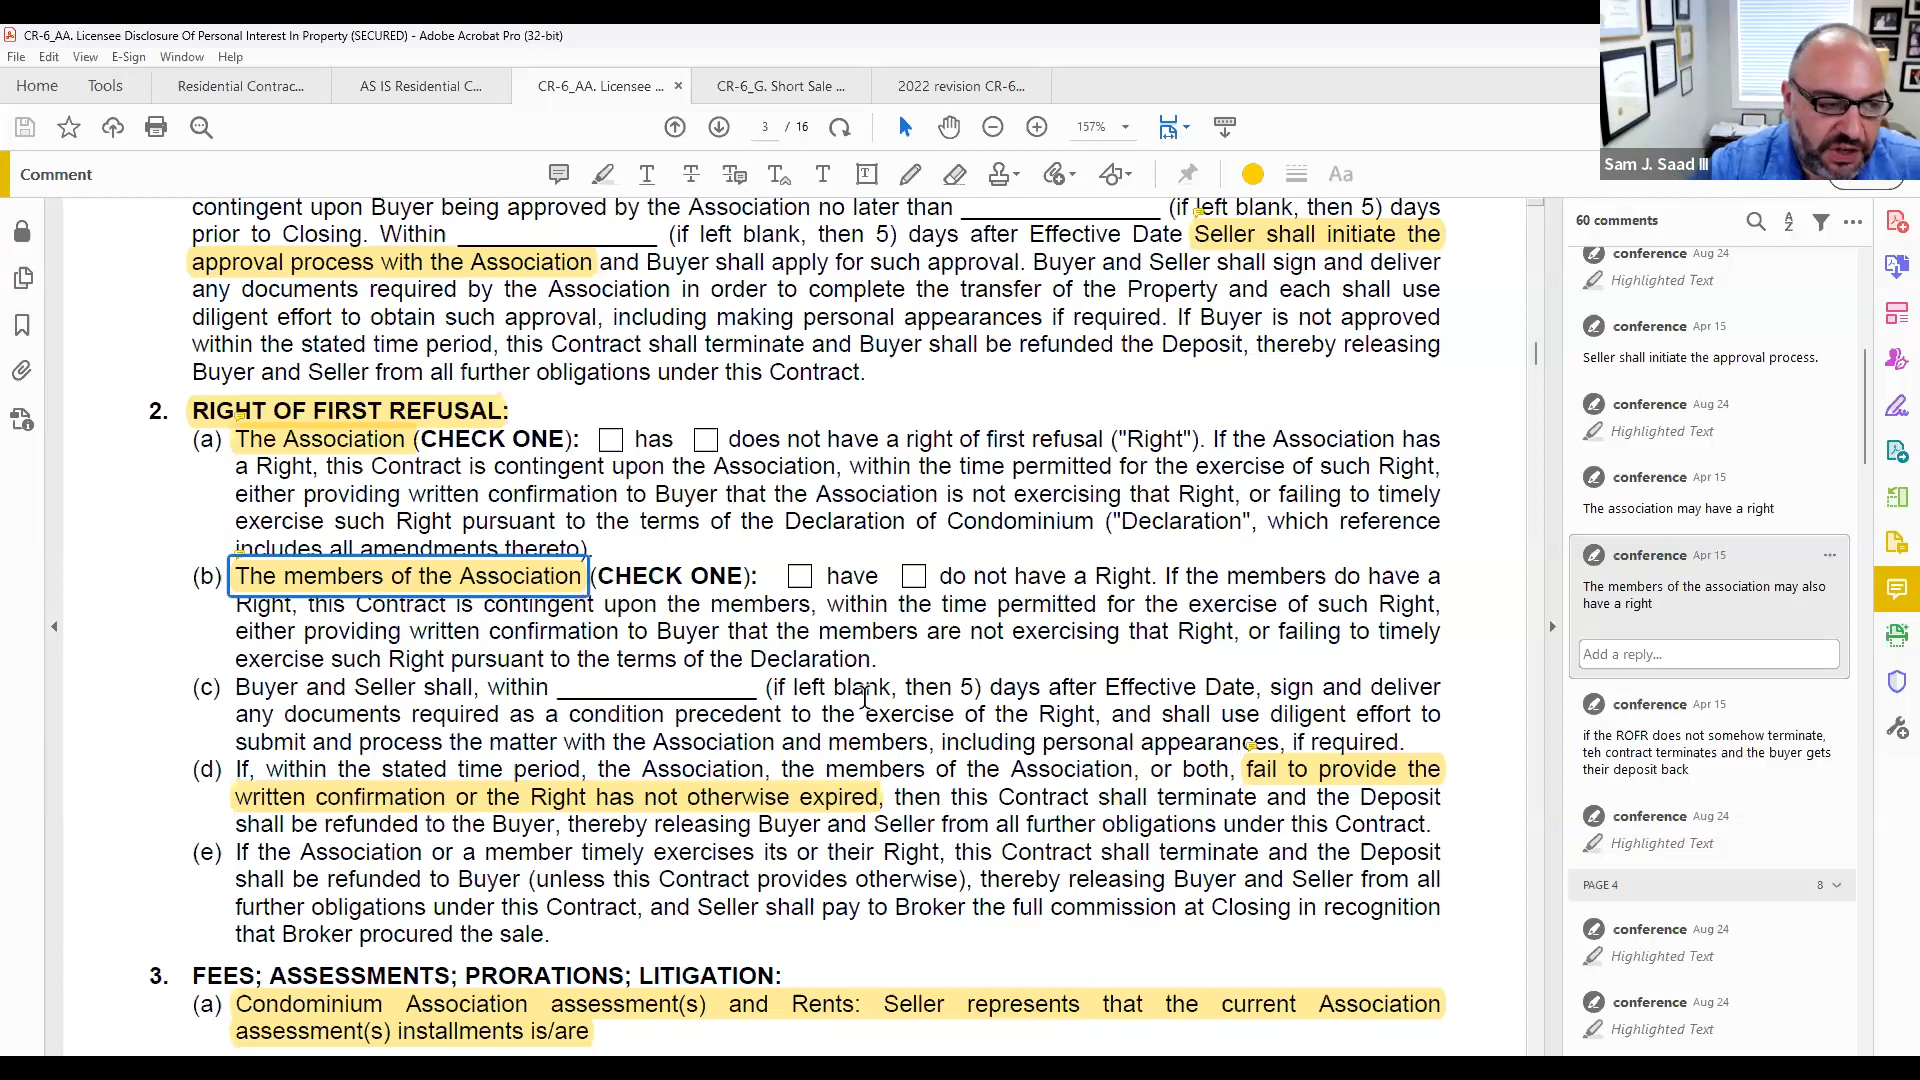 CR-6_AA. Licensee Disclosure Of Personal Interest In Property (SECURED) - Adobe Acrobat Pro (32-bit)
File Edit View E-Sign Window Help
Home Tools Residential Contrac... AS IS Residential C... CR-6_AA. Licensee ... × CR-6_G. Short Sale ... 2022 revision CR-6...
3 / 16 157%
Comment
Aa
Sam J. Saad III
contingent upon Buyer being approved by the Association no later than _______________ (if left blank, then 5) days
prior to Closing. Within _______________ (if left blank, then 5) days after Effective Date Seller shall initiate the
approval process with the Association and Buyer shall apply for such approval. Buyer and Seller shall sign and deliver
any documents required by the Association in order to complete the transfer of the Property and each shall use
diligent effort to obtain such approval, including making personal appearances if required. If Buyer is not approved
within the stated time period, this Contract shall terminate and Buyer shall be refunded the Deposit, thereby releasing
Buyer and Seller from all further obligations under this Contract.
2. RIGHT OF FIRST REFUSAL:
(a) The Association (CHECK ONE): has does not have a right of first refusal ("Right"). If the Association has
a Right, this Contract is contingent upon the Association, within the time permitted for the exercise of such Right,
either providing written confirmation to Buyer that the Association is not exercising that Right, or failing to timely
exercise such Right pursuant to the terms of the Declaration of Condominium ("Declaration", which reference
includes all amendments thereto).
(b) The members of the Association (CHECK ONE): have do not have a Right. If the members do have a
Right, this Contract is contingent upon the members, within the time permitted for the exercise of such Right,
either providing written confirmation to Buyer that the members are not exercising that Right, or failing to timely
exercise such Right pursuant to the terms of the Declaration.
(c) Buyer and Seller shall, within _______________ (if left blank, then 5) days after Effective Date, sign and deliver
any documents required as a condition precedent to the exercise of the Right, and shall use diligent effort to
submit and process the matter with the Association and members, including personal appearances, if required.
(d) If, within the stated time period, the Association, the members of the Association, or both, fail to provide the
written confirmation or the Right has not otherwise expired, then this Contract shall terminate and the Deposit
shall be refunded to the Buyer, thereby releasing Buyer and Seller from all further obligations under this Contract.
(e) If the Association or a member timely exercises its or their Right, this Contract shall terminate and the Deposit
shall be refunded to Buyer (unless this Contract provides otherwise), thereby releasing Buyer and Seller from all
further obligations under this Contract, and Seller shall pay to Broker the full commission at Closing in recognition
that Broker procured the sale.
3. FEES; ASSESSMENTS; PRORATIONS; LITIGATION:
(a) Condominium Association assessment(s) and Rents: Seller represents that the current Association
assessment(s) installments is/are
60 comments
conference Aug 24
Highlighted Text
conference Apr 15
Seller shall initiate the approval process.
conference Aug 24
Highlighted Text
conference Apr 15
The association may have a right
conference Apr 15
The members of the association may also
have a right
Add a reply...
conference Apr 15
if the ROFR does not somehow terminate,
teh contract terminates and the buyer gets
their deposit back
conference Aug 24
Highlighted Text
PAGE 4 8
conference Aug 24
Highlighted Text
conference Aug 24
Highlighted Text